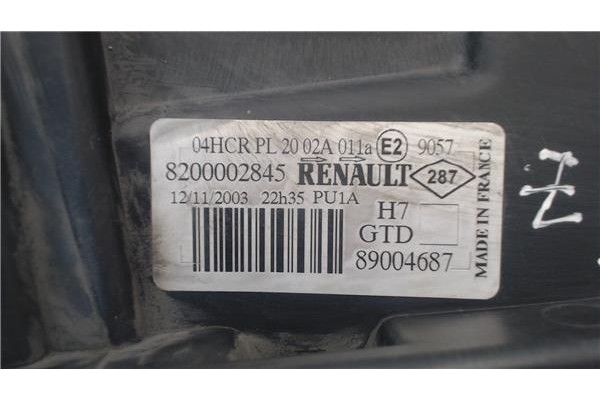 04HCR PL 20 02A 011a E2 9057
8200002845 RENAULT 287
12/11/2003 22h35 PU1A
H7
GTD
89004687
MADE IN FRANCE